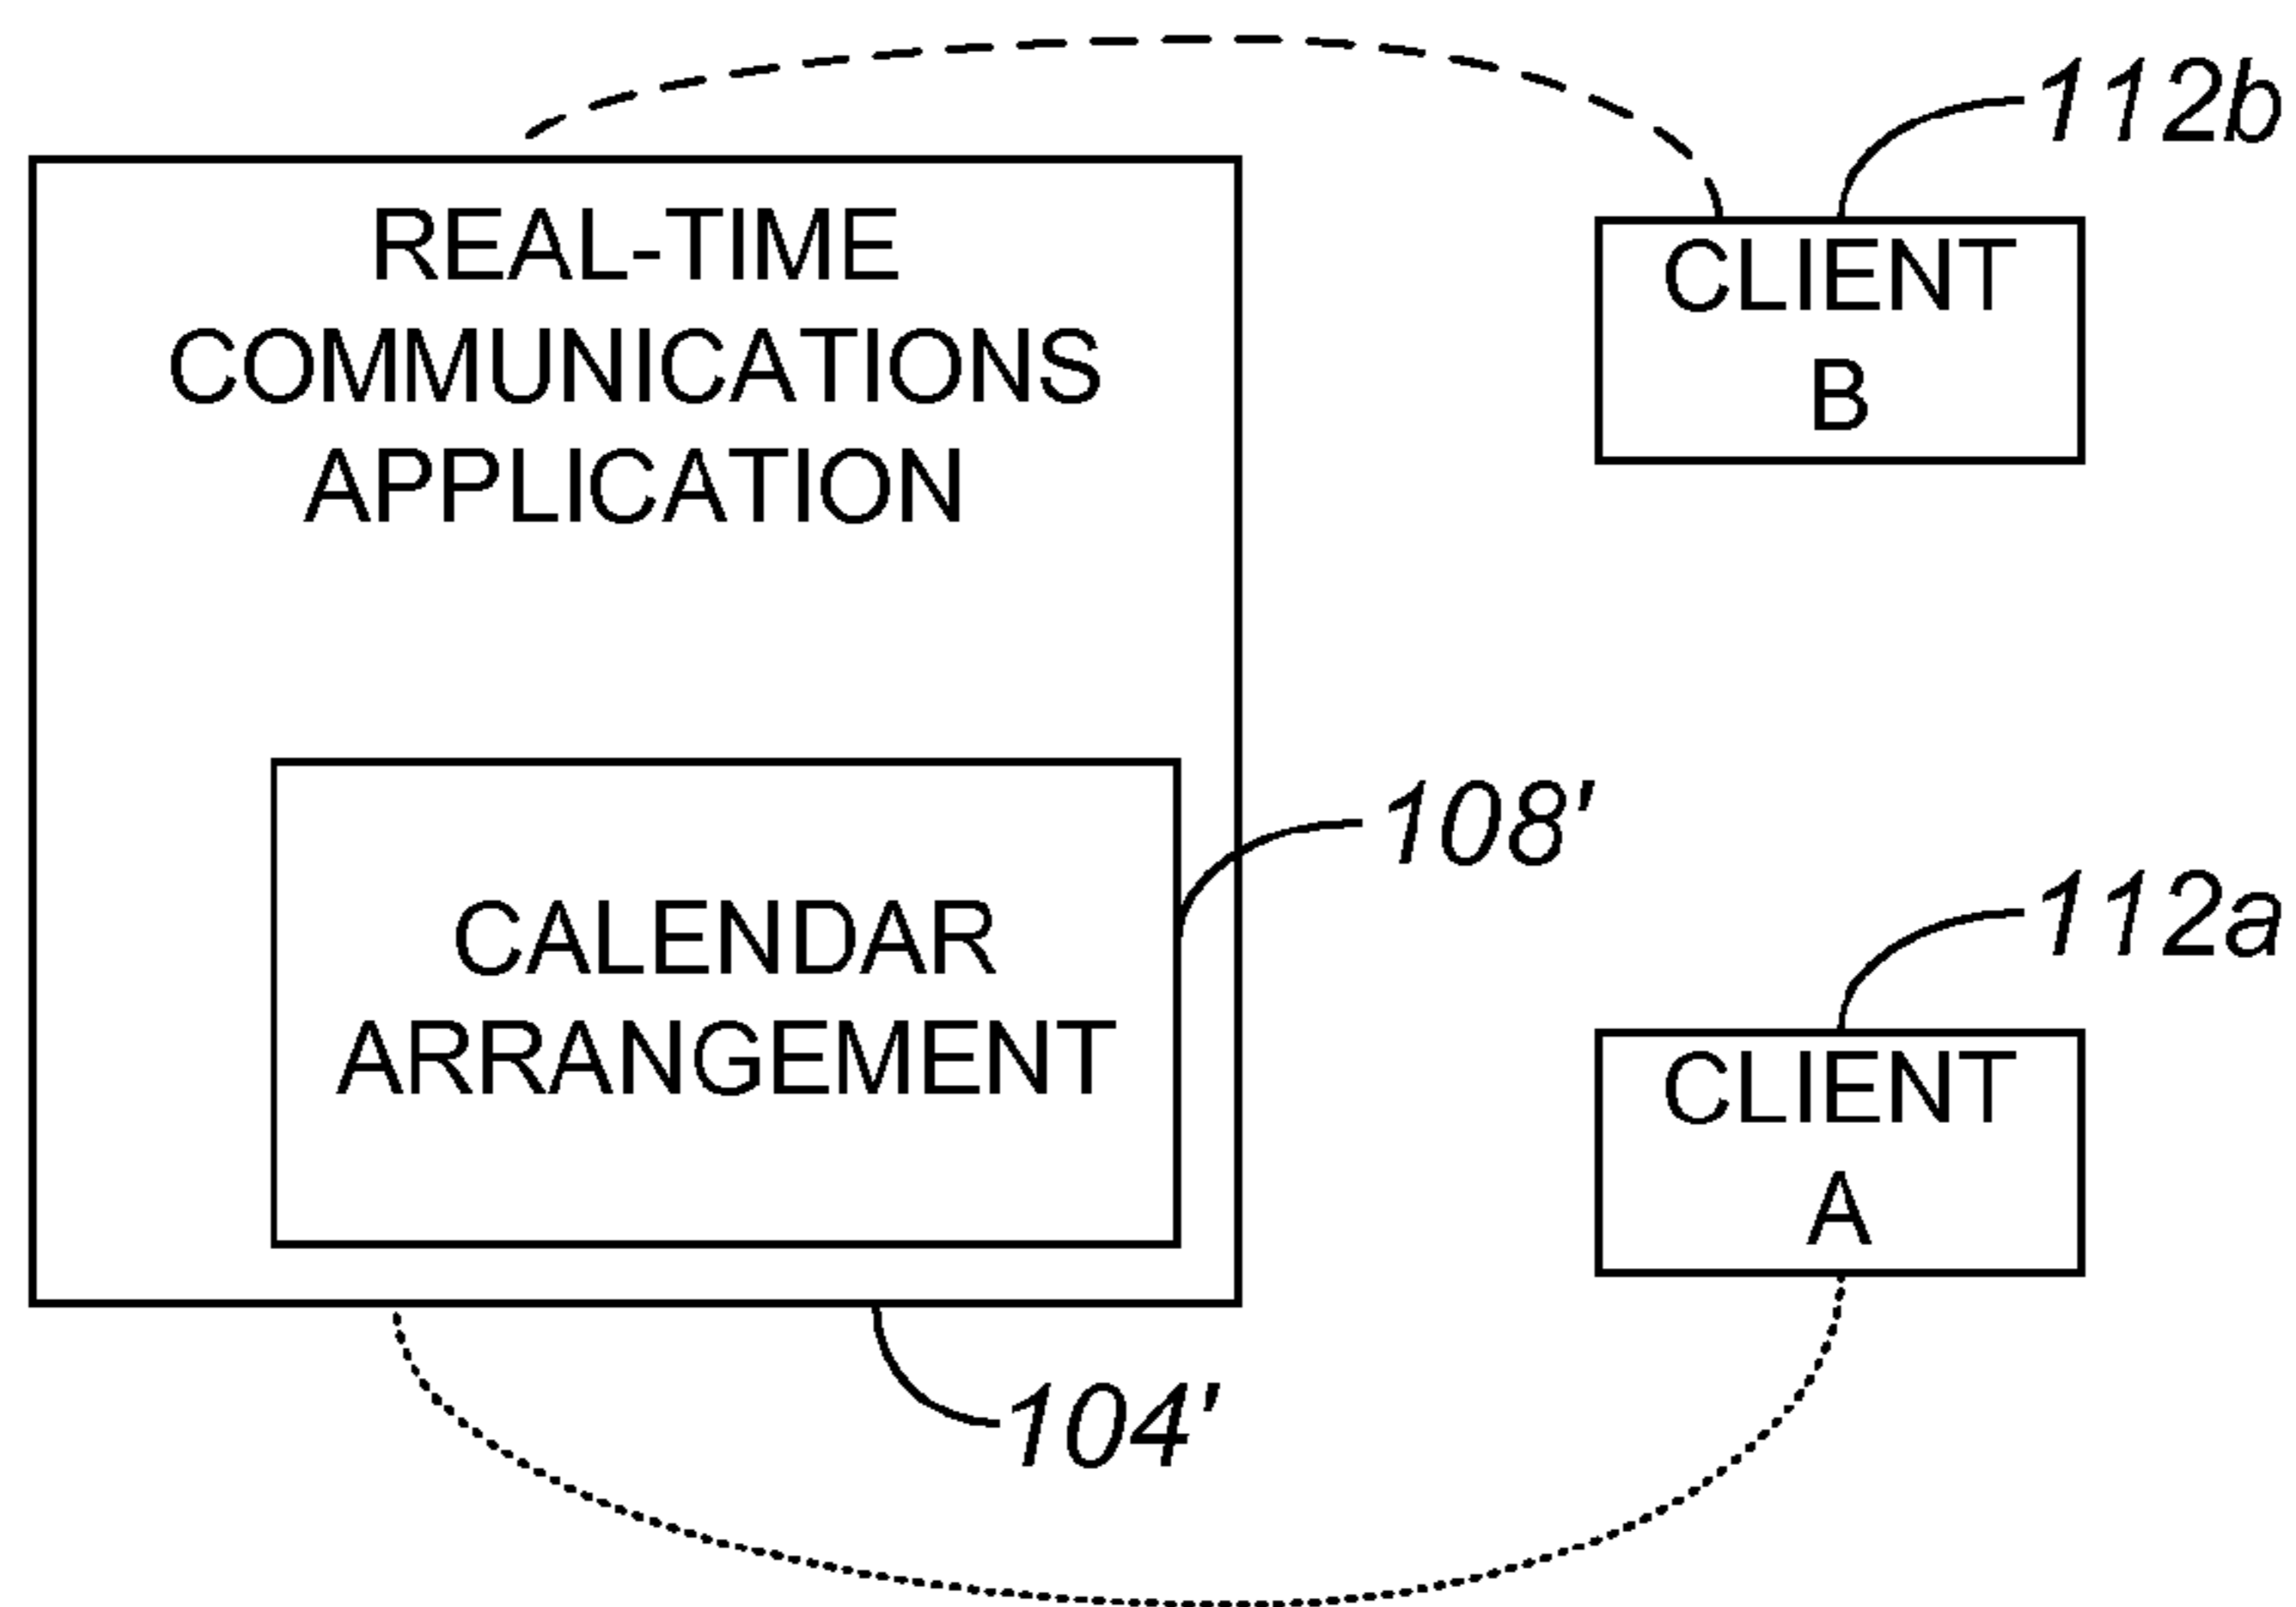 REAL-TIME
COMMUNICATIONS
APPLICATION
CALENDAR
ARRANGEMENT
108'
104'
112b
CLIENT
B
112a
CLIENT
A